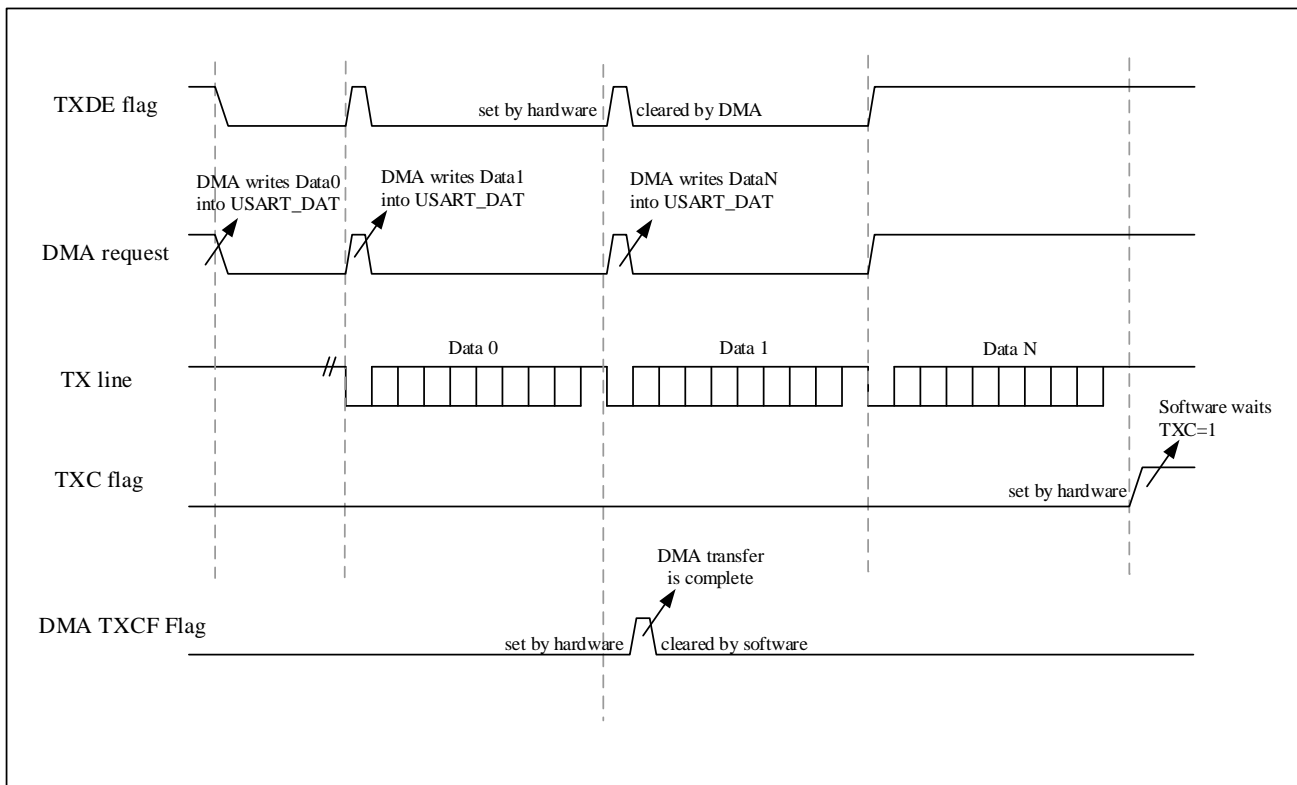 TXDE flag
set by hardware
cleared by DMA
DMA writes Data0
into USART_DAT
DMA writes Data1
into USART_DAT
DMA writes DataN
into USART_DAT
DMA request
Data 0
Data 1
Data N
TX line
Software waits
TXC=1
TXC flag
set by hardware
DMA transfer
is complete
DMA TXCF Flag
set by hardware
cleared by software